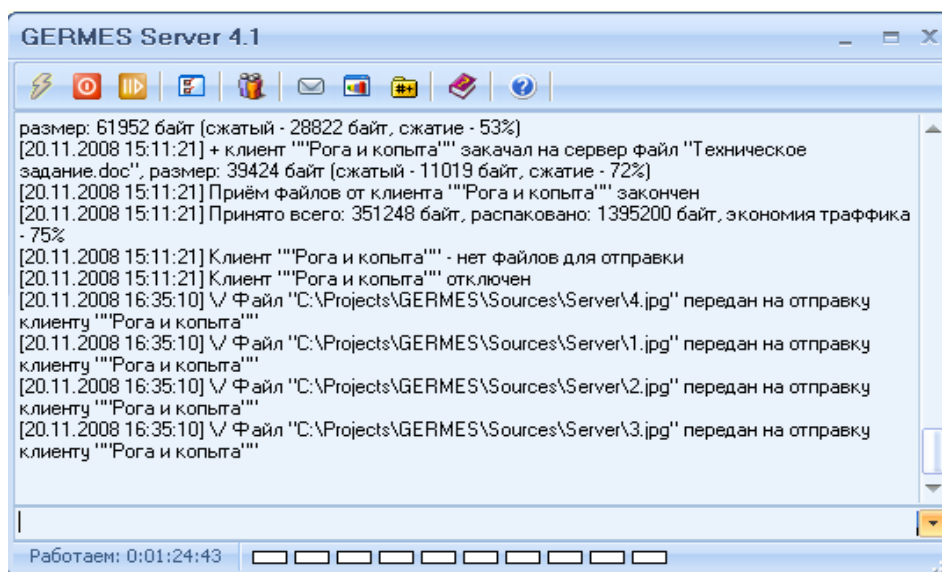 GERMES Server 4.1
размер: 61952 байт (сжатый - 28822 байт, сжатие - 53%)
[20.11.2008 15:11:21] + клиент ""Рога и копыта"" закачал на сервер файл "Техническое
задание.doc", размер: 39424 байт (сжатый - 11019 байт, сжатие - 72%)
[20.11.2008 15:11:21] Приём файлов от клиента ""Рога и копыта"" закончен
[20.11.2008 15:11:21] Принято всего: 351248 байт, распаковано: 1395200 байт, экономия траффика
- 75%
[20.11.2008 15:11:21] Клиент ""Рога и копыта"" - нет файлов для отправки
[20.11.2008 15:11:21] Клиент ""Рога и копыта"" отключен
[20.11.2008 16:35:10] \/ Файл "C:\Projects\GERMES\Sources\Server\4.jpg" передан на отправку
клиенту ""Рога и копыта""
[20.11.2008 16:35:10] \/ Файл "C:\Projects\GERMES\Sources\Server\1.jpg" передан на отправку
клиенту ""Рога и копыта""
[20.11.2008 16:35:10] \/ Файл "C:\Projects\GERMES\Sources\Server\2.jpg" передан на отправку
клиенту ""Рога и копыта""
[20.11.2008 16:35:10] \/ Файл "C:\Projects\GERMES\Sources\Server\3.jpg" передан на отправку
клиенту ""Рога и копыта""
Работаем: 0:01:24:43